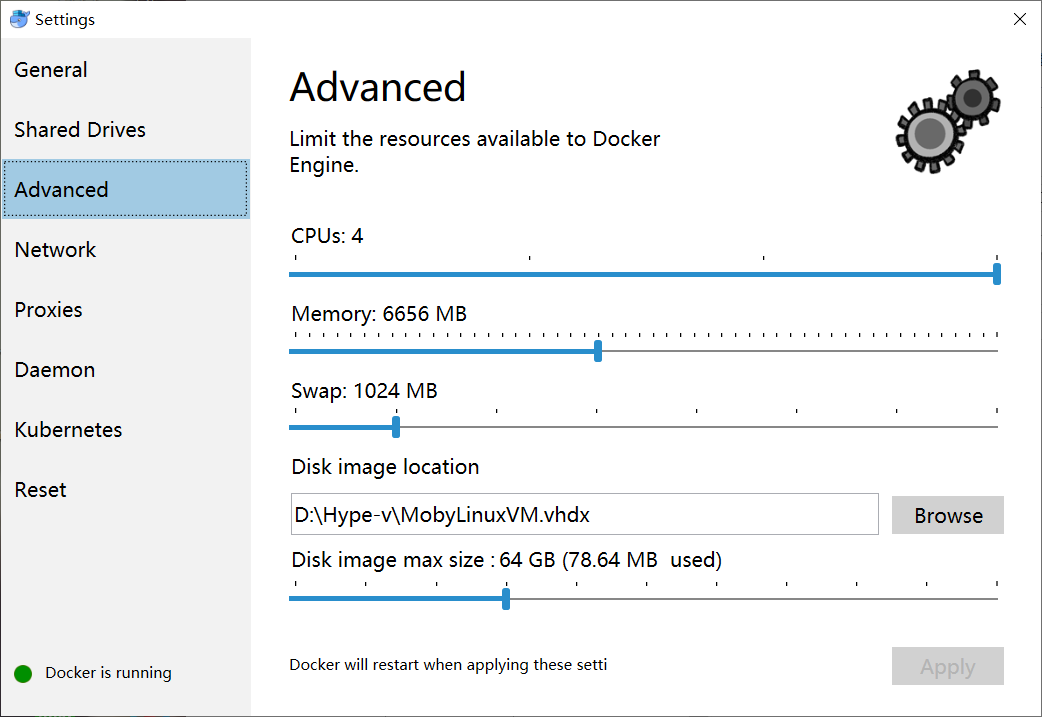 Settings
General
Shared Drives
Advanced
Network
Proxies
Daemon
Kubernetes
Reset
Docker is running
Advanced
Limit the resources available to Docker
Engine.
CPUs: 4
Memory: 6656 MB
Swap: 1024 MB
Disk image location
D:\Hype-v\MobyLinuxVM.vhdx
Browse
Disk image max size : 64 GB (78.64 MB  used)
Docker will restart when applying these setti
Apply